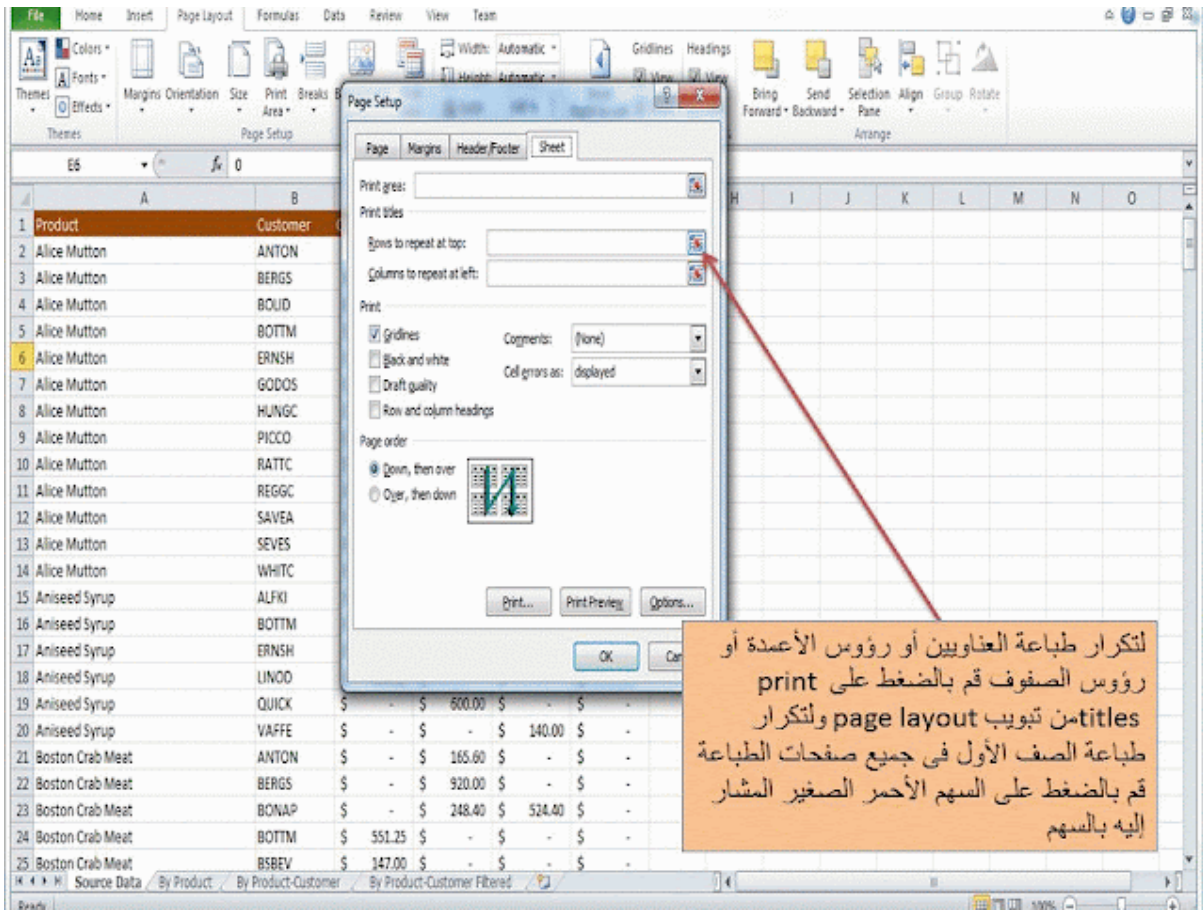 File Home Insert Page Layout Formulas Data Review View Team
Colors
Fonts
Effects
Themes
Margins Orientation Size Print Area Breaks
Width: Automatic
Height: Automatic
Gridlines Headings
View View
Bring Forward Send Backward Selection Pane Align Group Rotate
Themes Page Setup Arrange
E6 fx 0
A B H I J K L M N O
1 Product Customer
2 Alice Mutton ANTON
3 Alice Mutton BERGS
4 Alice Mutton BOLID
5 Alice Mutton BOTTM
6 Alice Mutton ERNSH
7 Alice Mutton GODOS
8 Alice Mutton HUNGC
9 Alice Mutton PICCO
10 Alice Mutton RATTC
11 Alice Mutton REGGC
12 Alice Mutton SAVEA
13 Alice Mutton SEVES
14 Alice Mutton WHITC
15 Aniseed Syrup ALFKI
16 Aniseed Syrup BOTTM
17 Aniseed Syrup ERNSH
18 Aniseed Syrup LINOD
19 Aniseed Syrup QUICK $ - $ 600.00 $ - $ -
20 Aniseed Syrup VAFFE $ - $ - $ 140.00 $ -
21 Boston Crab Meat ANTON $ - $ 165.60 $ - $ -
22 Boston Crab Meat BERGS $ - $ 920.00 $ - $ -
23 Boston Crab Meat BONAP $ - $ 248.40 $ 524.40 $ -
24 Boston Crab Meat BOTTM $ 551.25 $ - $ - $ -
25 Boston Crab Meat BSBEV $ 147.00 $ - $ - $ -
Source Data By Product By Product-Customer By Product-Customer Filtered
Ready 100%
Page Setup
Page Margins Header/Footer Sheet
Print area:
Print titles
Rows to repeat at top:
Columns to repeat at left:
Print
Gridlines Comments: (None)
Black and white Cell errors as: displayed
Draft quality
Row and column headings
Page order
Down, then over
Over, then down
Print... Print Preview Options...
OK
لتكرار طباعة العناويين أو رؤوس الأعمدة أو
رؤوس الصفوف قم بالضغط على print
titlesمن تبويب page layout ولتكرار
طباعة الصف الأول فى جميع صفحات الطباعة
قم بالضغط على السهم الأحمر الصغير المشار
إليه بالسهم